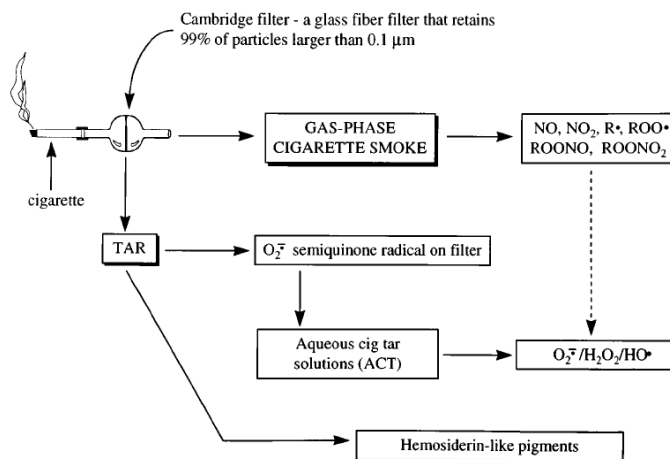 Cambridge filter - a glass fiber filter that retains
99% of particles larger than 0.1 μm
GAS-PHASE
CIGARETTE SMOKE
NO, NO₂, R•, ROO•
ROONO, ROONO₂
cigarette
TAR
O₂•̅ semiquinone radical on filter
Aqueous cig tar
solutions (ACT)
O₂•̅/H₂O₂/HO•
Hemosiderin-like pigments